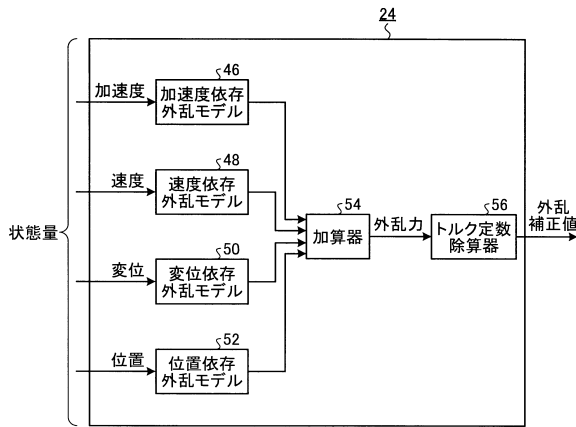 24
46
加速度
加速度依存
外乱モデル
48
速度
速度依存
外乱モデル
状態量
54
加算器
外乱力
56
トルク定数
除算器
外乱
補正値
50
変位
変位依存
外乱モデル
52
位置
位置依存
外乱モデル